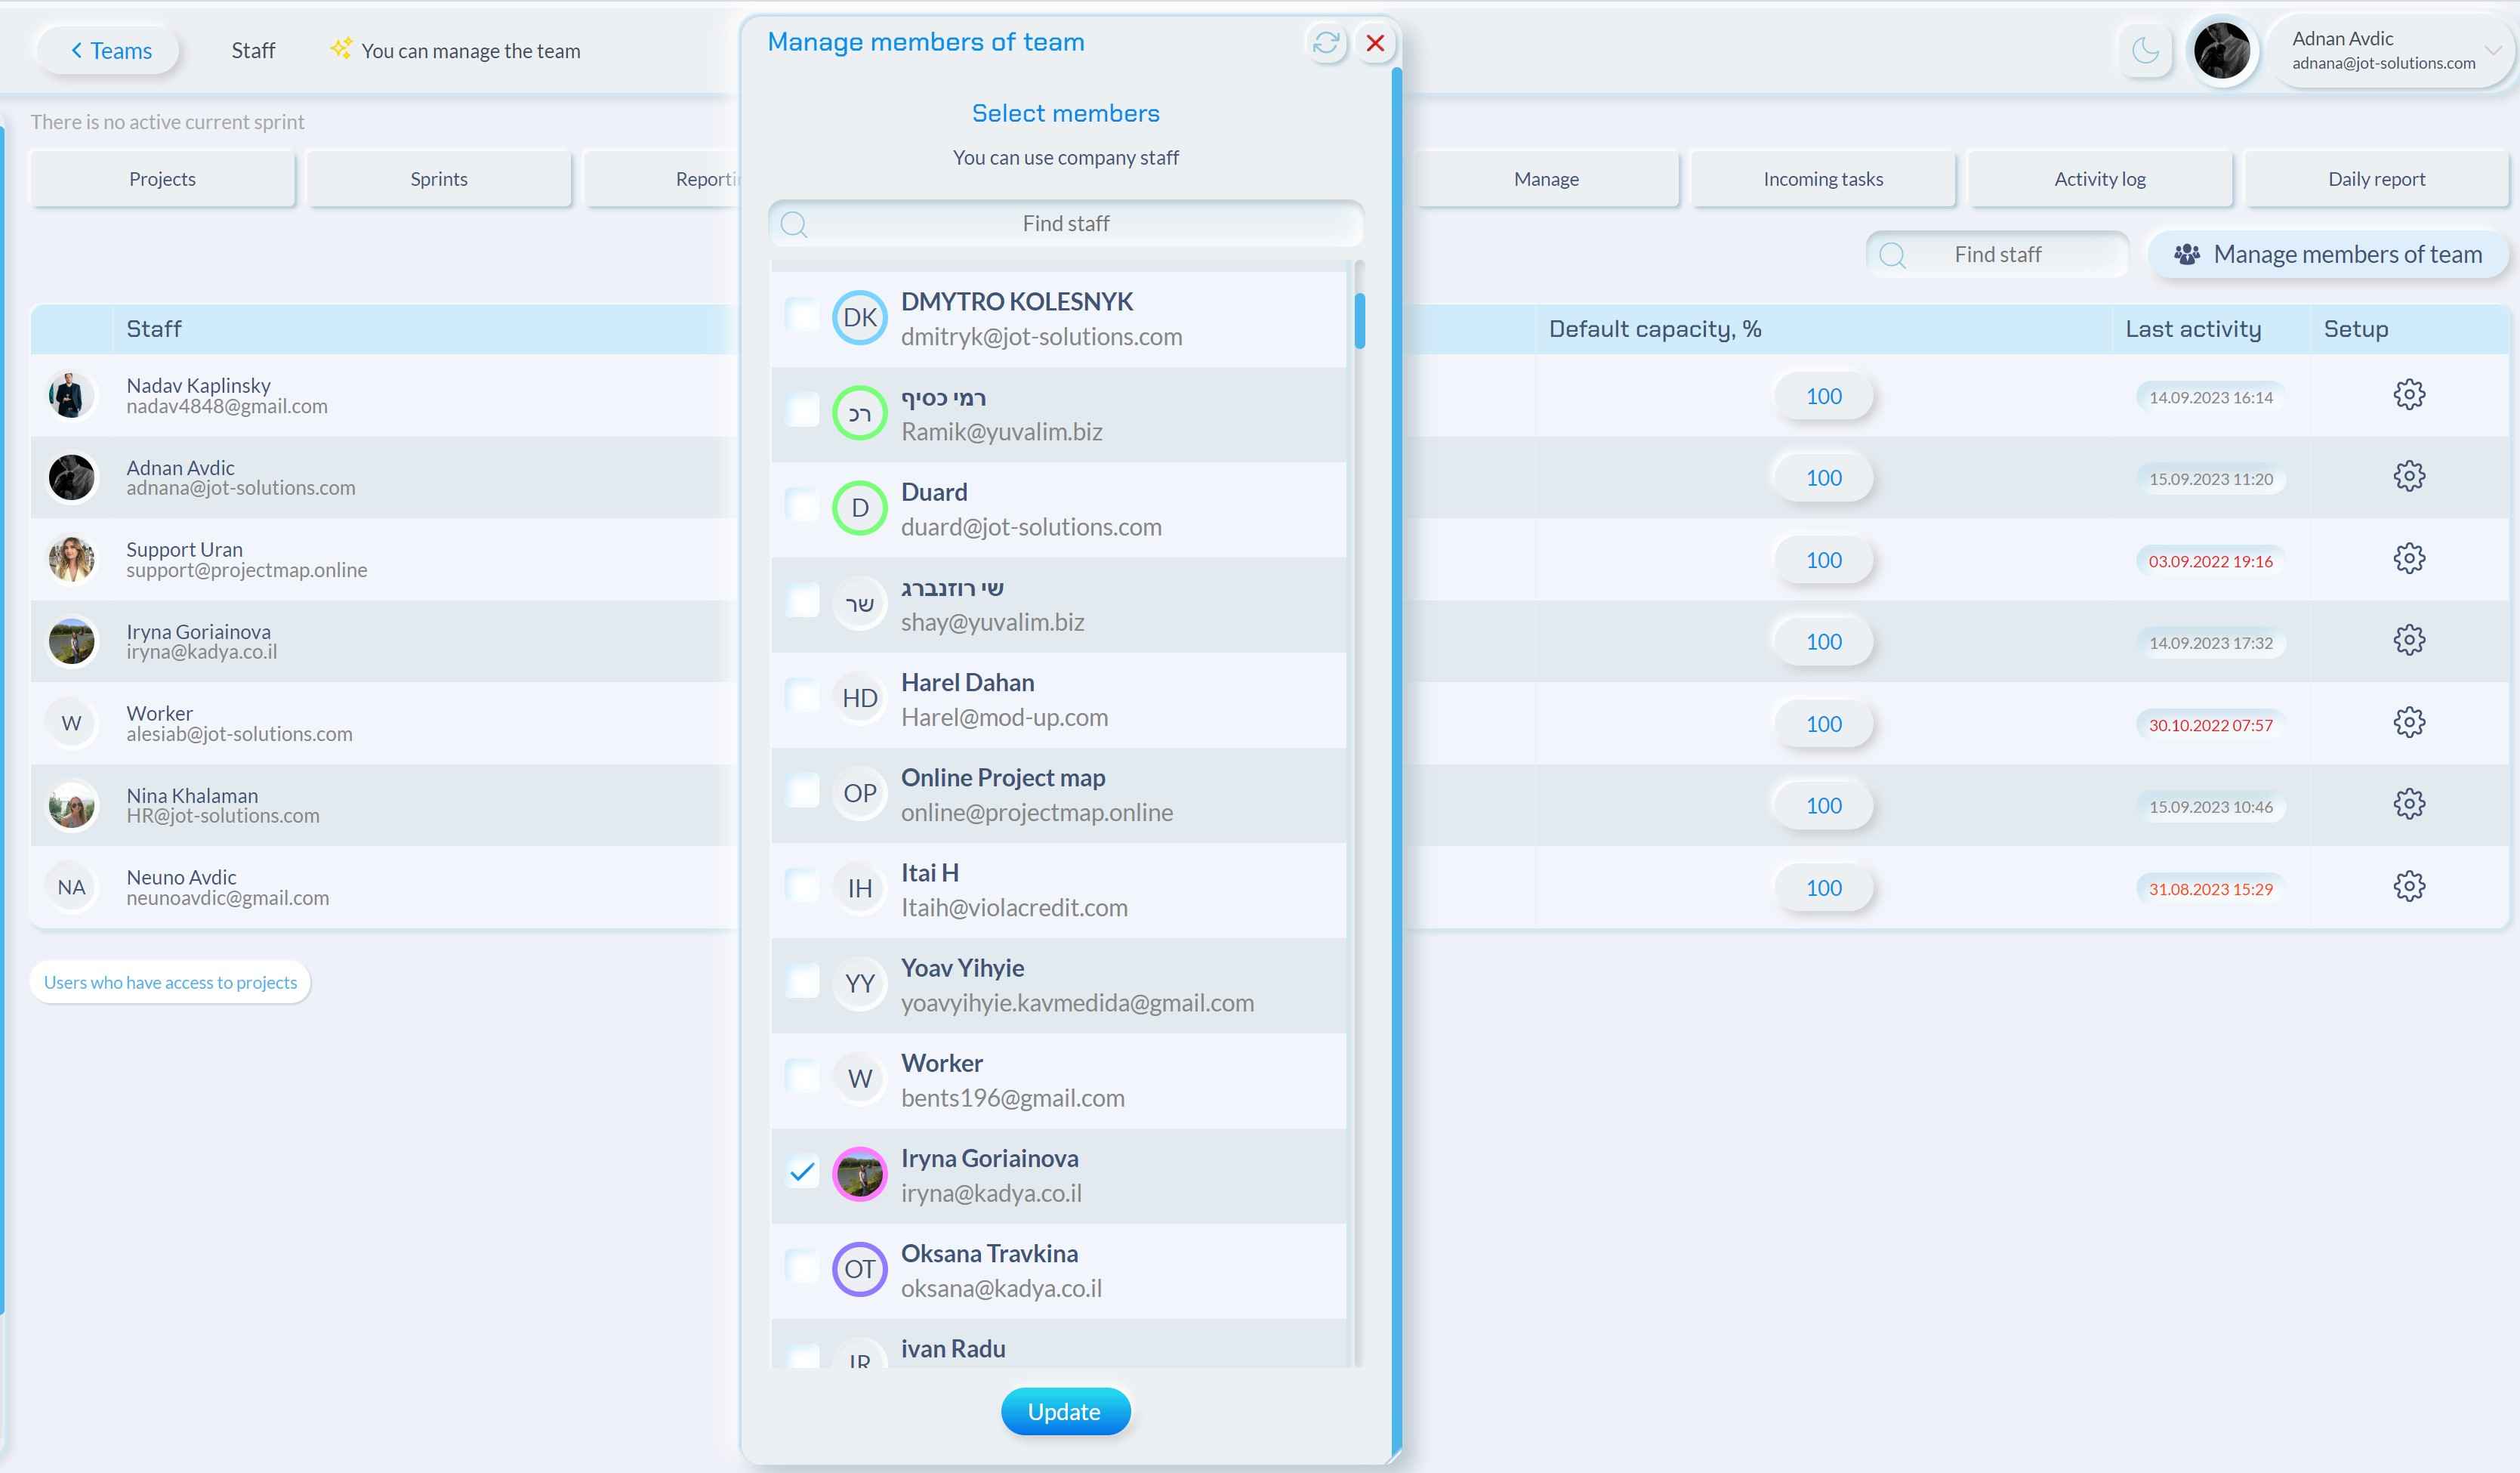 Teams
Staff
You can manage the team
Manage members of team
Adnan Avdic
adnana@jot-solutions.com
There is no active current sprint
Select members
You can use company staff
Projects
Sprints
Manage
Incoming tasks
Activity log
Daily report
Find staff
Find staff
Manage members of team
Staff
Default capacity, %
Last activity
Setup
Nadav Kaplinsky
nadav4848@gmail.com
100
14.09.2023 16:14
Adnan Avdic
adnana@jot-solutions.com
100
15.09.2023 11:20
Support Uran
support@projectmap.online
100
03.09.2022 19:16
Iryna Goriainova
iryna@kadya.co.il
100
14.09.2023 17:32
W
Worker
alesiab@jot-solutions.com
100
30.10.2022 07:57
Nina Khalaman
HR@jot-solutions.com
100
15.09.2023 10:46
NA
Neuno Avdic
neunoavdic@gmail.com
100
31.08.2023 15:29
Users who have access to projects
DK
DMYTRO KOLESNYK
dmitryk@jot-solutions.com
רכ
רמי כסיף
Ramik@yuvalim.biz
D
Duard
duard@jot-solutions.com
שר
שי רוזנברג
shay@yuvalim.biz
HD
Harel Dahan
Harel@mod-up.com
OP
Online Project map
online@projectmap.online
IH
Itai H
Itaih@violacredit.com
YY
Yoav Yihyie
yoavyihyie.kavmedida@gmail.com
W
Worker
bents196@gmail.com
Iryna Goriainova
iryna@kadya.co.il
OT
Oksana Travkina
oksana@kadya.co.il
IR
ivan Radu
Update